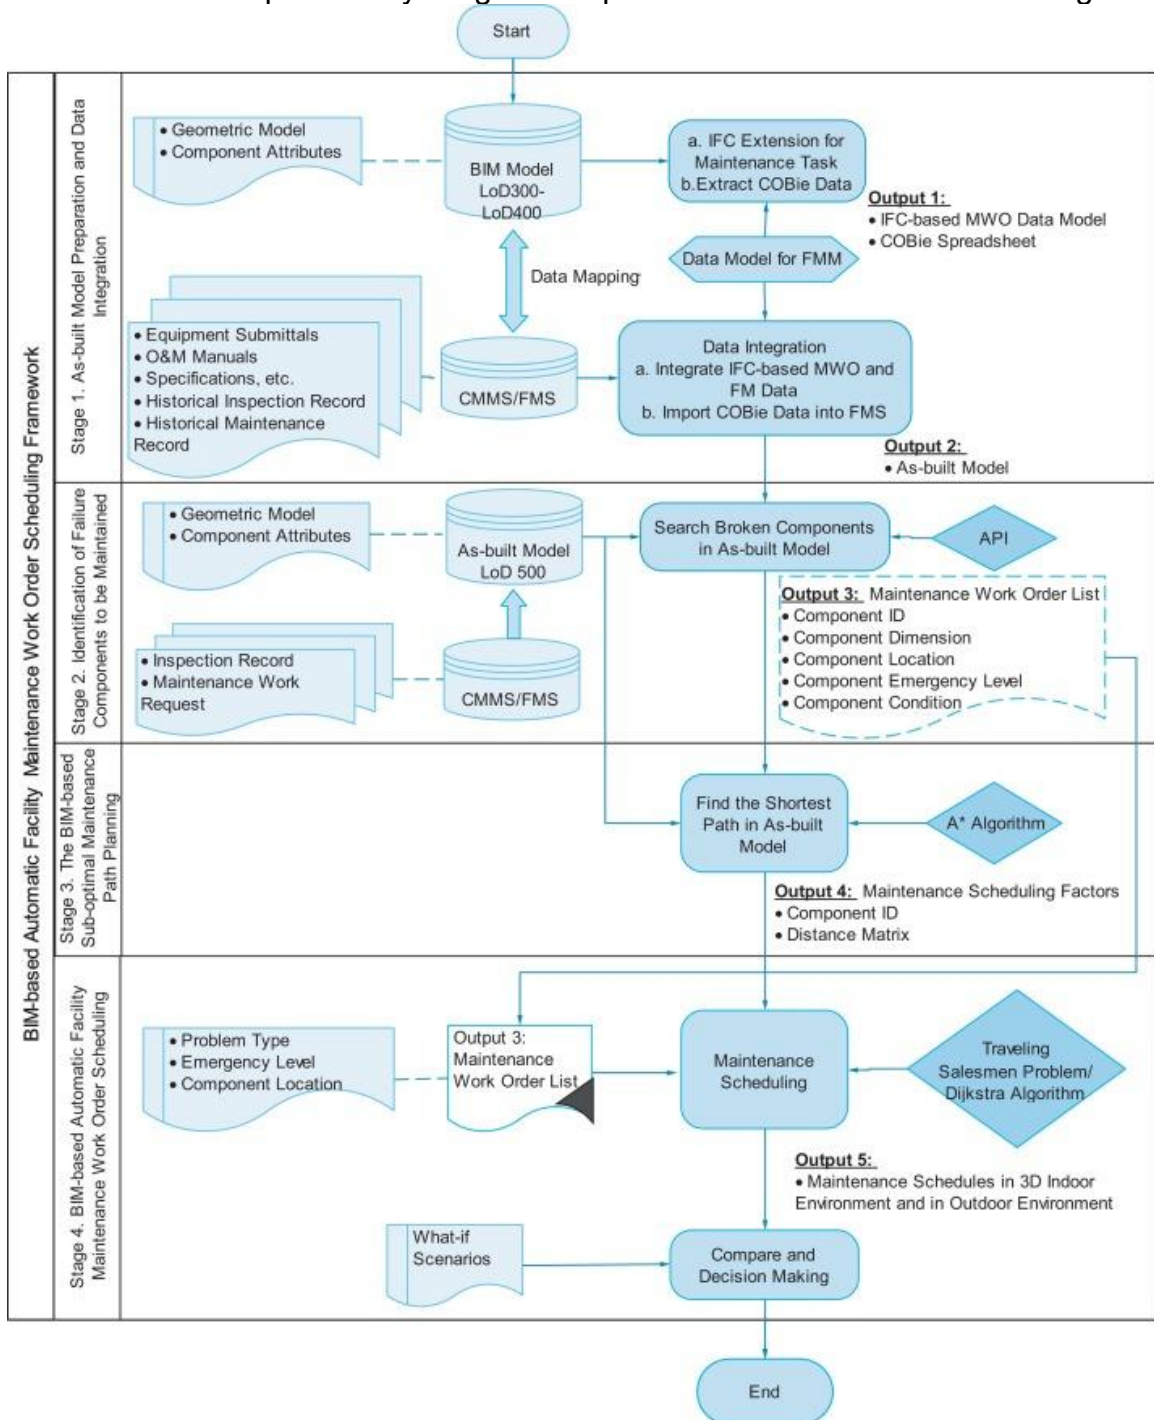 Start
BIM-based Automatic Facility Maintenance Work Order Scheduling Framework
Stage 1. As-built Model Preparation and Data
Integration
• Geometric Model
• Component Attributes
BIM Model
LoD300-
LoD400
a. IFC Extension for
Maintenance Task
b.Extract COBie Data
Output 1:
• IFC-based MWO Data Model
• COBie Spreadsheet
Data Model for FMM
Data Mapping
• Equipment Submittals
• O&M Manuals
• Specifications, etc.
• Historical Inspection Record
• Historical Maintenance
Record
CMMS/FMS
Data Integration
a. Integrate IFC-based MWO and
FM Data
b. Import COBie Data into FMS
Output 2:
• As-built Model
Stage 2. Identification of Failure
Components to be Maintained
• Geometric Model
• Component Attributes
As-built Model
LoD 500
Search Broken Components
in As-built Model
API
• Inspection Record
• Maintenance Work
Request
CMMS/FMS
Output 3: Maintenance Work Order List
• Component ID
• Component Dimension
• Component Location
• Component Emergency Level
• Component Condition
Stage 3. The BIM-based
Sub-optimal Maintenance
Path Planning
Find the Shortest
Path in As-built
Model
A* Algorithm
Output 4: Maintenance Scheduling Factors
• Component ID
• Distance Matrix
Stage 4. BIM-based Automatic Facility
Maintenance Work Order Scheduling
• Problem Type
• Emergency Level
• Component Location
Output 3:
Maintenance
Work Order List
Maintenance
Scheduling
Traveling
Salesmen Problem/
Dijkstra Algorithm
Output 5:
• Maintenance Schedules in 3D Indoor
Environment and in Outdoor Environment
What-if
Scenarios
Compare and
Decision Making
End